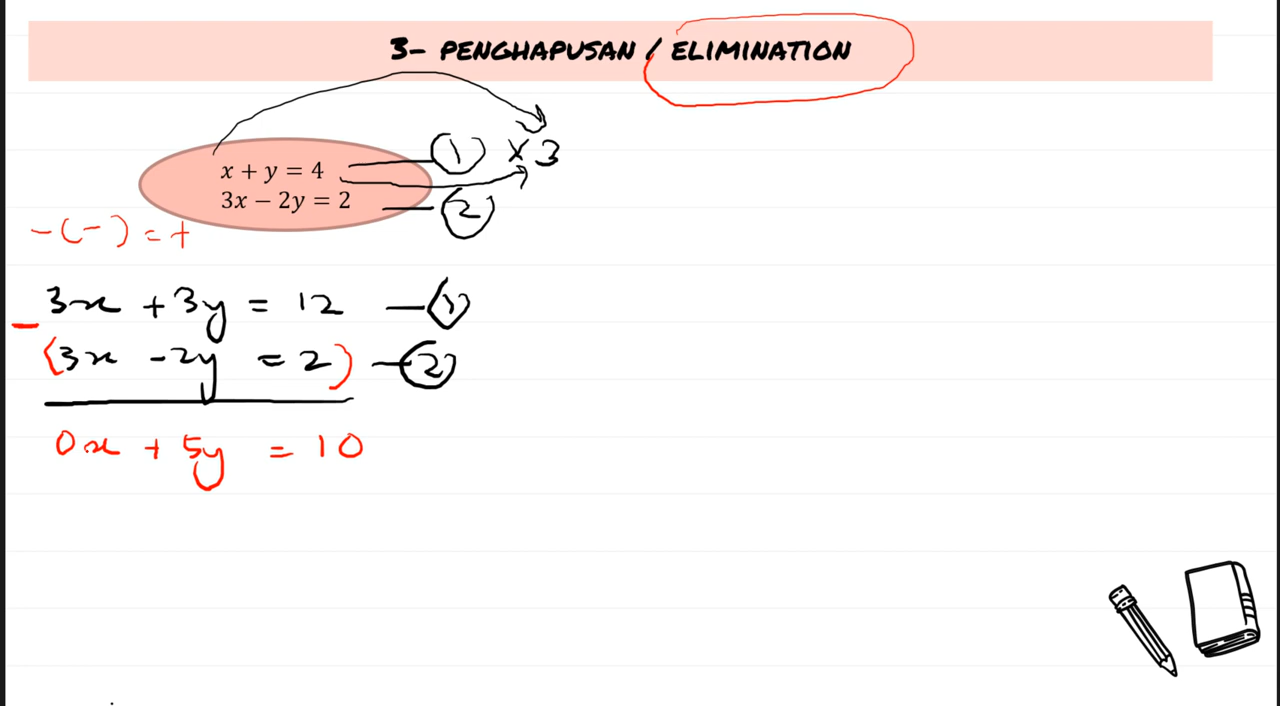 3- PENGHAPUSAN / ELIMINATION
x + y = 4 ① ×3
3x − 2y = 2 ②
-(-) = +
3x + 3y = 12 —①
- (3x - 2y = 2) —②
0x + 5y = 10